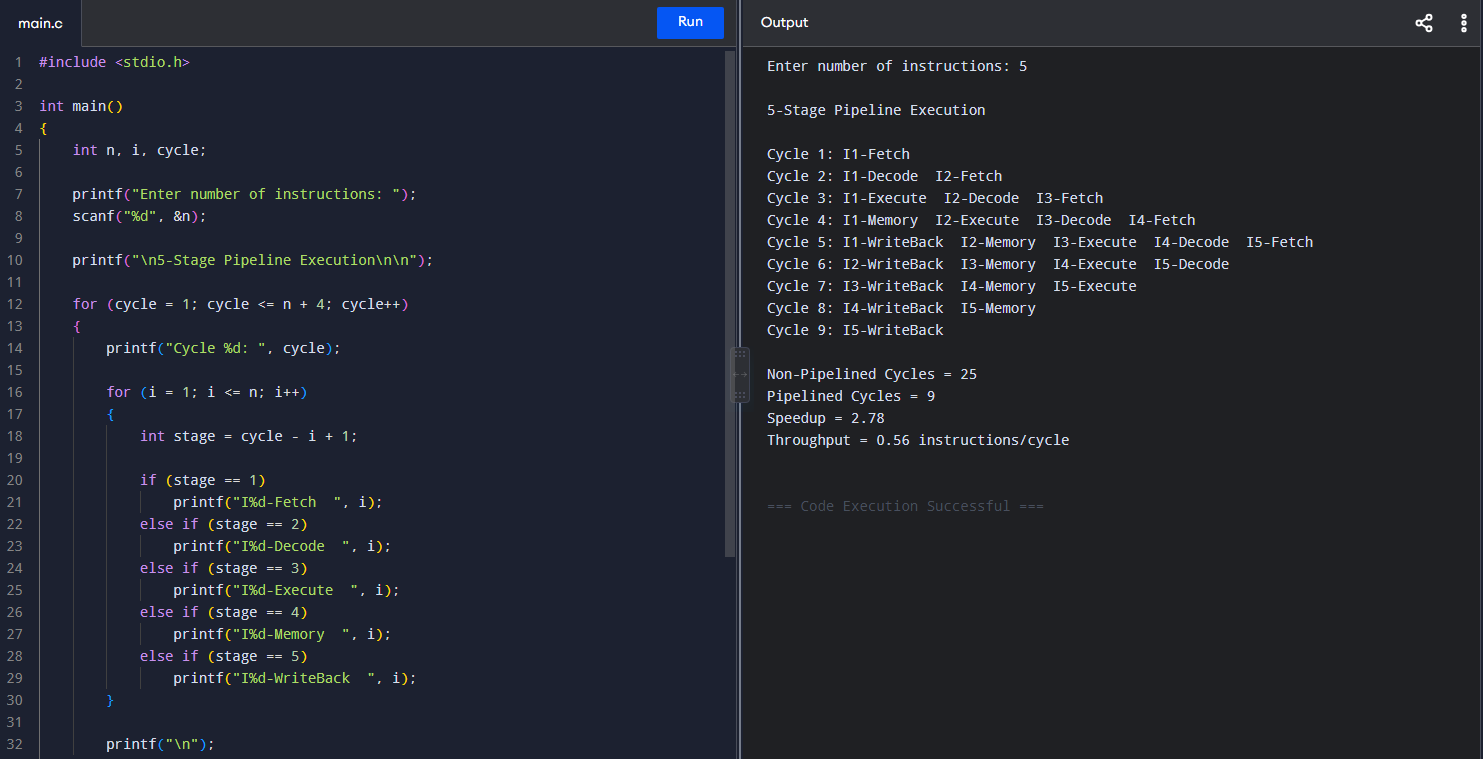 main.c
Run
1 #include <stdio.h>
2
3 int main()
4 {
5     int n, i, cycle;
6
7     printf("Enter number of instructions: ");
8     scanf("%d", &n);
9
10     printf("\n5-Stage Pipeline Execution\n\n");
11
12     for (cycle = 1; cycle <= n + 4; cycle++)
13     {
14         printf("Cycle %d: ", cycle);
15
16         for (i = 1; i <= n; i++)
17         {
18             int stage = cycle - i + 1;
19
20             if (stage == 1)
21                 printf("I%d-Fetch  ", i);
22             else if (stage == 2)
23                 printf("I%d-Decode  ", i);
24             else if (stage == 3)
25                 printf("I%d-Execute  ", i);
26             else if (stage == 4)
27                 printf("I%d-Memory  ", i);
28             else if (stage == 5)
29                 printf("I%d-WriteBack  ", i);
30         }
31
32         printf("\n");
Output
Enter number of instructions: 5
5-Stage Pipeline Execution
Cycle 1: I1-Fetch
Cycle 2: I1-Decode  I2-Fetch
Cycle 3: I1-Execute  I2-Decode  I3-Fetch
Cycle 4: I1-Memory  I2-Execute  I3-Decode  I4-Fetch
Cycle 5: I1-WriteBack  I2-Memory  I3-Execute  I4-Decode  I5-Fetch
Cycle 6: I2-WriteBack  I3-Memory  I4-Execute  I5-Decode
Cycle 7: I3-WriteBack  I4-Memory  I5-Execute
Cycle 8: I4-WriteBack  I5-Memory
Cycle 9: I5-WriteBack
Non-Pipelined Cycles = 25
Pipelined Cycles = 9
Speedup = 2.78
Throughput = 0.56 instructions/cycle
=== Code Execution Successful ===